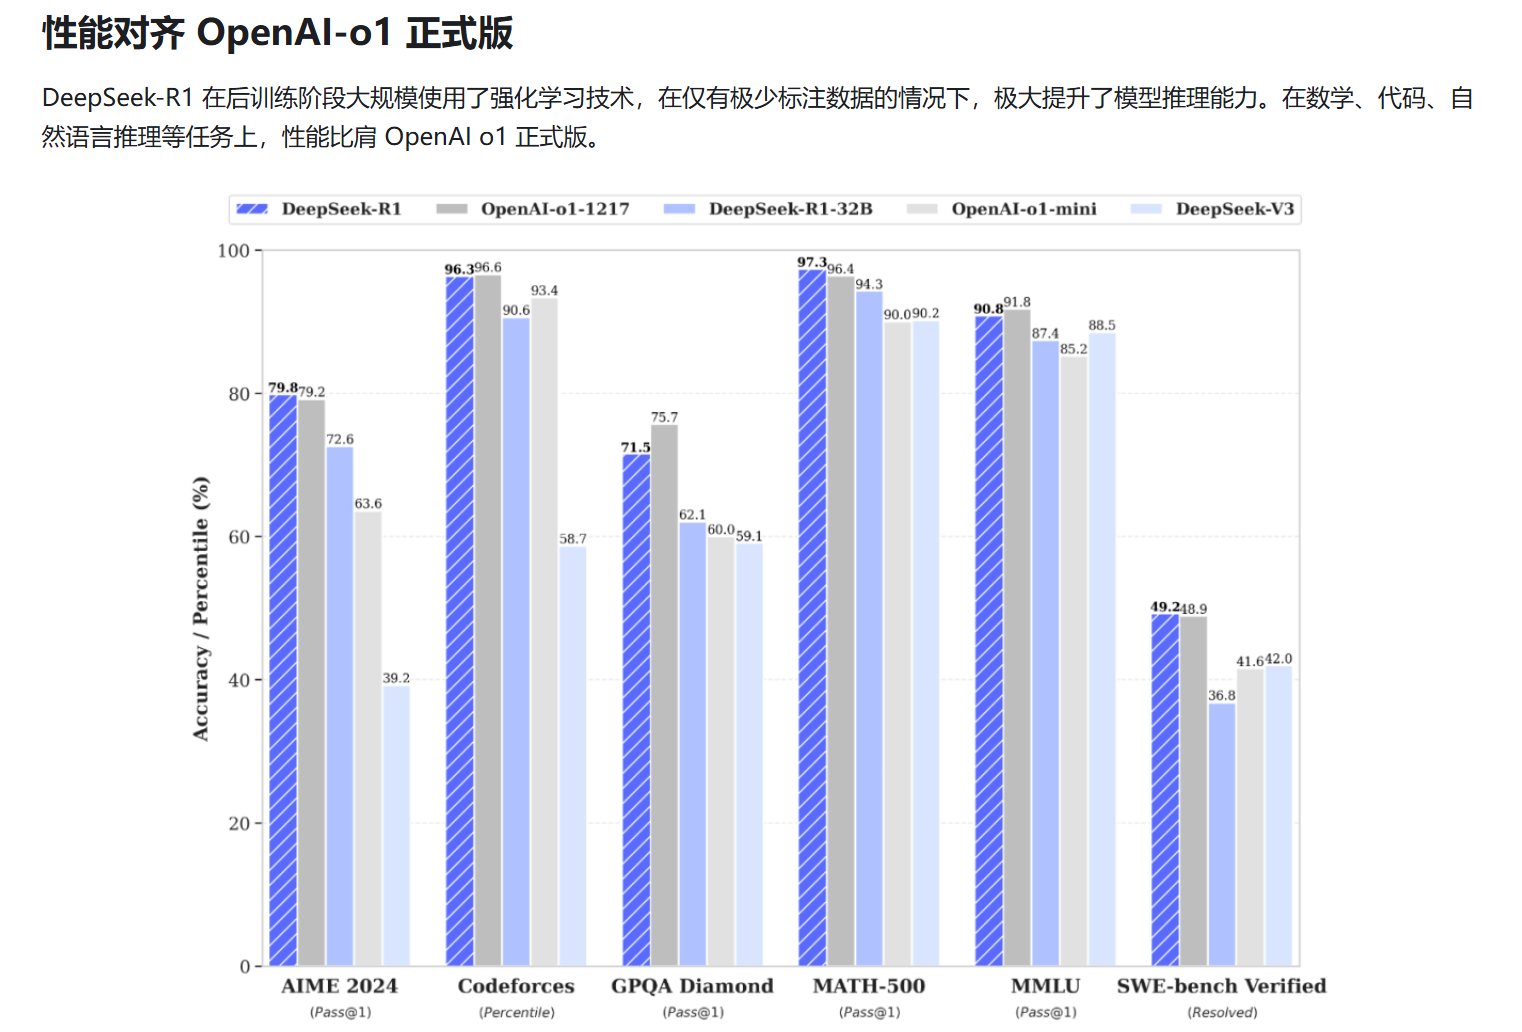 性能对齐 OpenAI-o1 正式版
DeepSeek-R1 在后训练阶段大规模使用了强化学习技术，在仅有极少标注数据的情况下，极大提升了模型推理能力。在数学、代码、自
然语言推理等任务上，性能比肩 OpenAI o1 正式版。
DeepSeek-R1 OpenAI-o1-1217 DeepSeek-R1-32B OpenAI-o1-mini DeepSeek-V3
Accuracy / Percentile (%)
100
80
60
40
20
0
79.8 79.2 72.6 63.6 39.2
96.3 96.6 90.6 93.4 58.7
71.5 75.7 62.1 60.0 59.1
97.3 96.4 94.3 90.0 90.2
90.8 91.8 87.4 85.2 88.5
49.2 48.9 36.8 41.6 42.0
AIME 2024 Codeforces GPQA Diamond MATH-500 MMLU SWE-bench Verified
(Pass@1) (Percentile) (Pass@1) (Pass@1) (Pass@1) (Resolved)